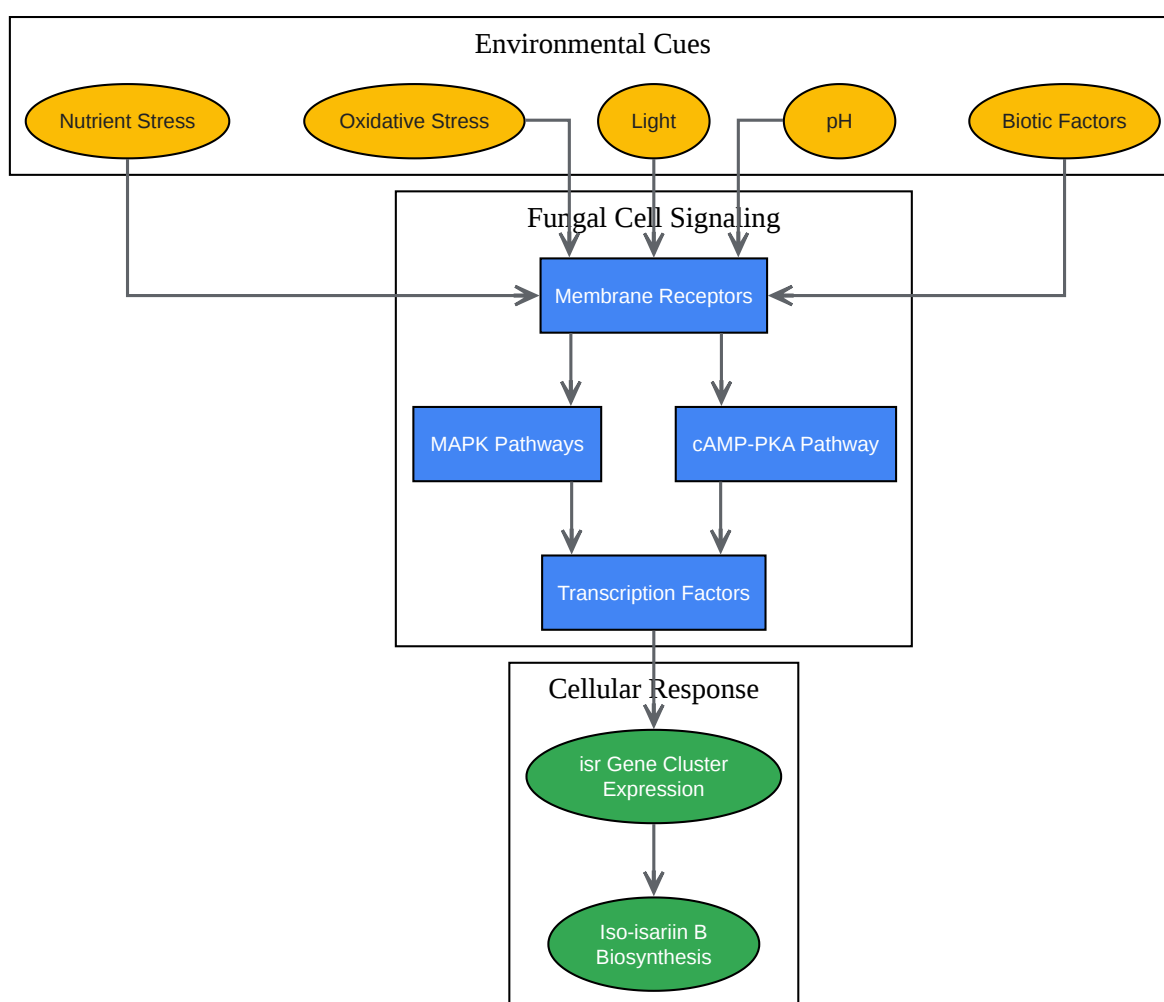 Environmental Cues
Nutrient Stress
Oxidative Stress
Light
pH
Biotic Factors
Fungal Cell Signaling
Membrane Receptors
MAPK Pathways
cAMP-PKA Pathway
Transcription Factors
Cellular Response
isr Gene Cluster
Expression
Iso-isariin B
Biosynthesis